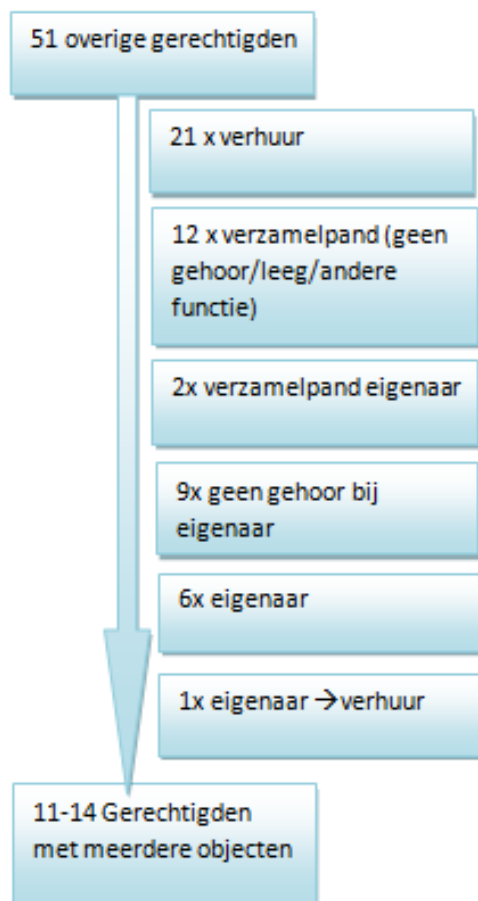 51 overige gerechtigden
21 x verhuur
12 x verzamelpand (geen
gehoor/leeg/andere
functie)
2x verzamelpand eigenaar
9x geen gehoor bij
eigenaar
6x eigenaar
1x eigenaar →verhuur
11-14 Gerechtigden
met meerdere objecten